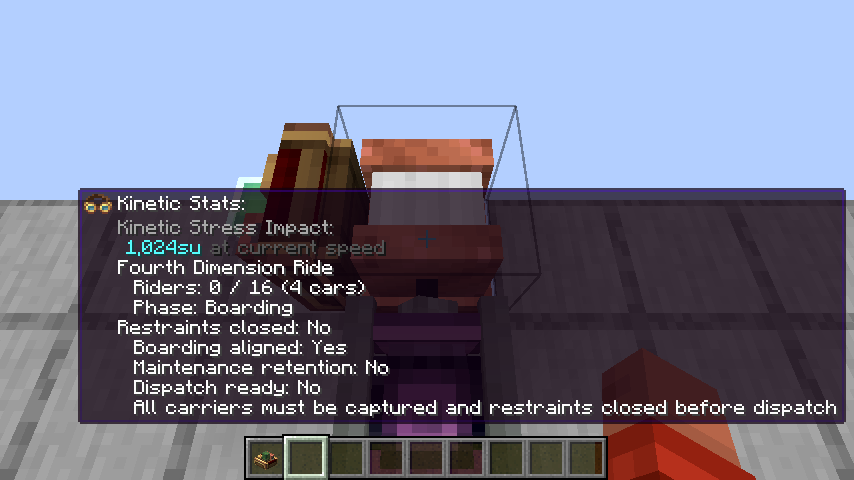 Kinetic Stats:
Kinetic Stress Impact:
1,024su at current speed
Fourth Dimension Ride
Riders: 0 / 16 (4 cars)
Phase: Boarding
Restraints closed: No
Boarding aligned: Yes
Maintenance retention: No
Dispatch ready: No
All carriers must be captured and restraints closed before dispatch